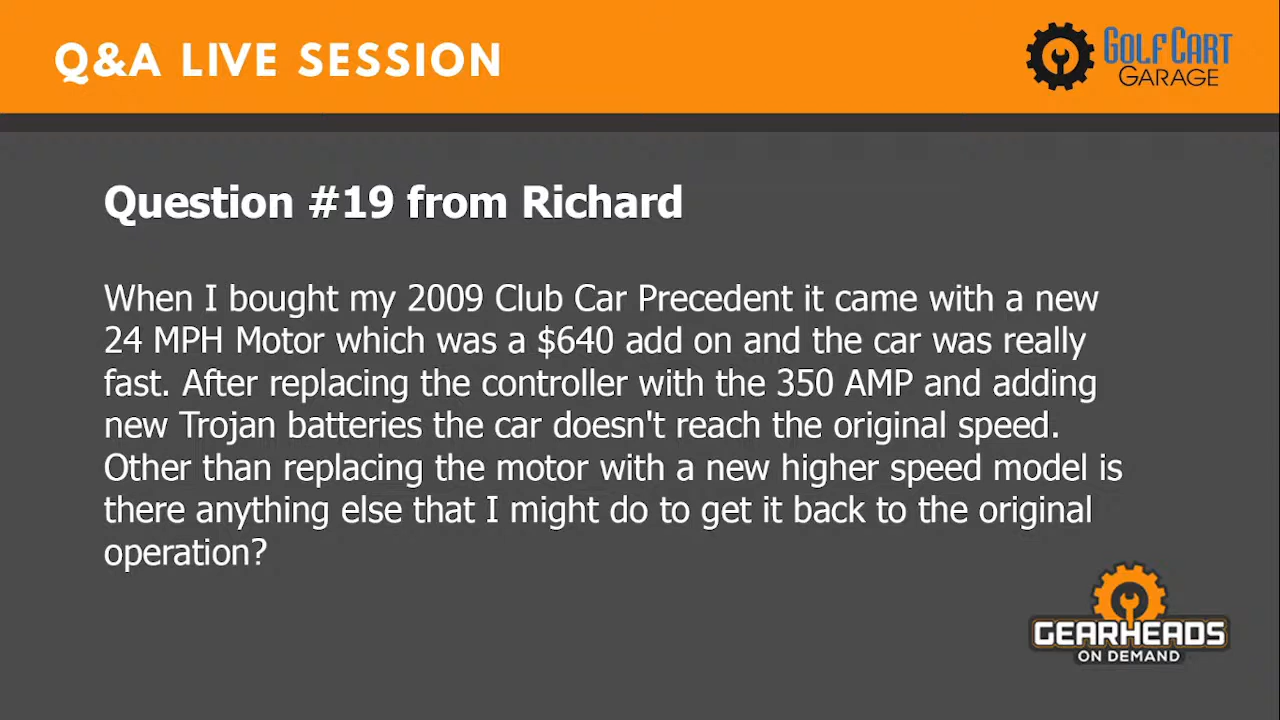 Q&A LIVE SESSION
GOLF CART
GARAGE
Question #19 from Richard
When I bought my 2009 Club Car Precedent it came with a new
24 MPH Motor which was a $640 add on and the car was really
fast. After replacing the controller with the 350 AMP and adding
new Trojan batteries the car doesn't reach the original speed.
Other than replacing the motor with a new higher speed model is
there anything else that I might do to get it back to the original
operation?
GEARHEADS
ON DEMAND